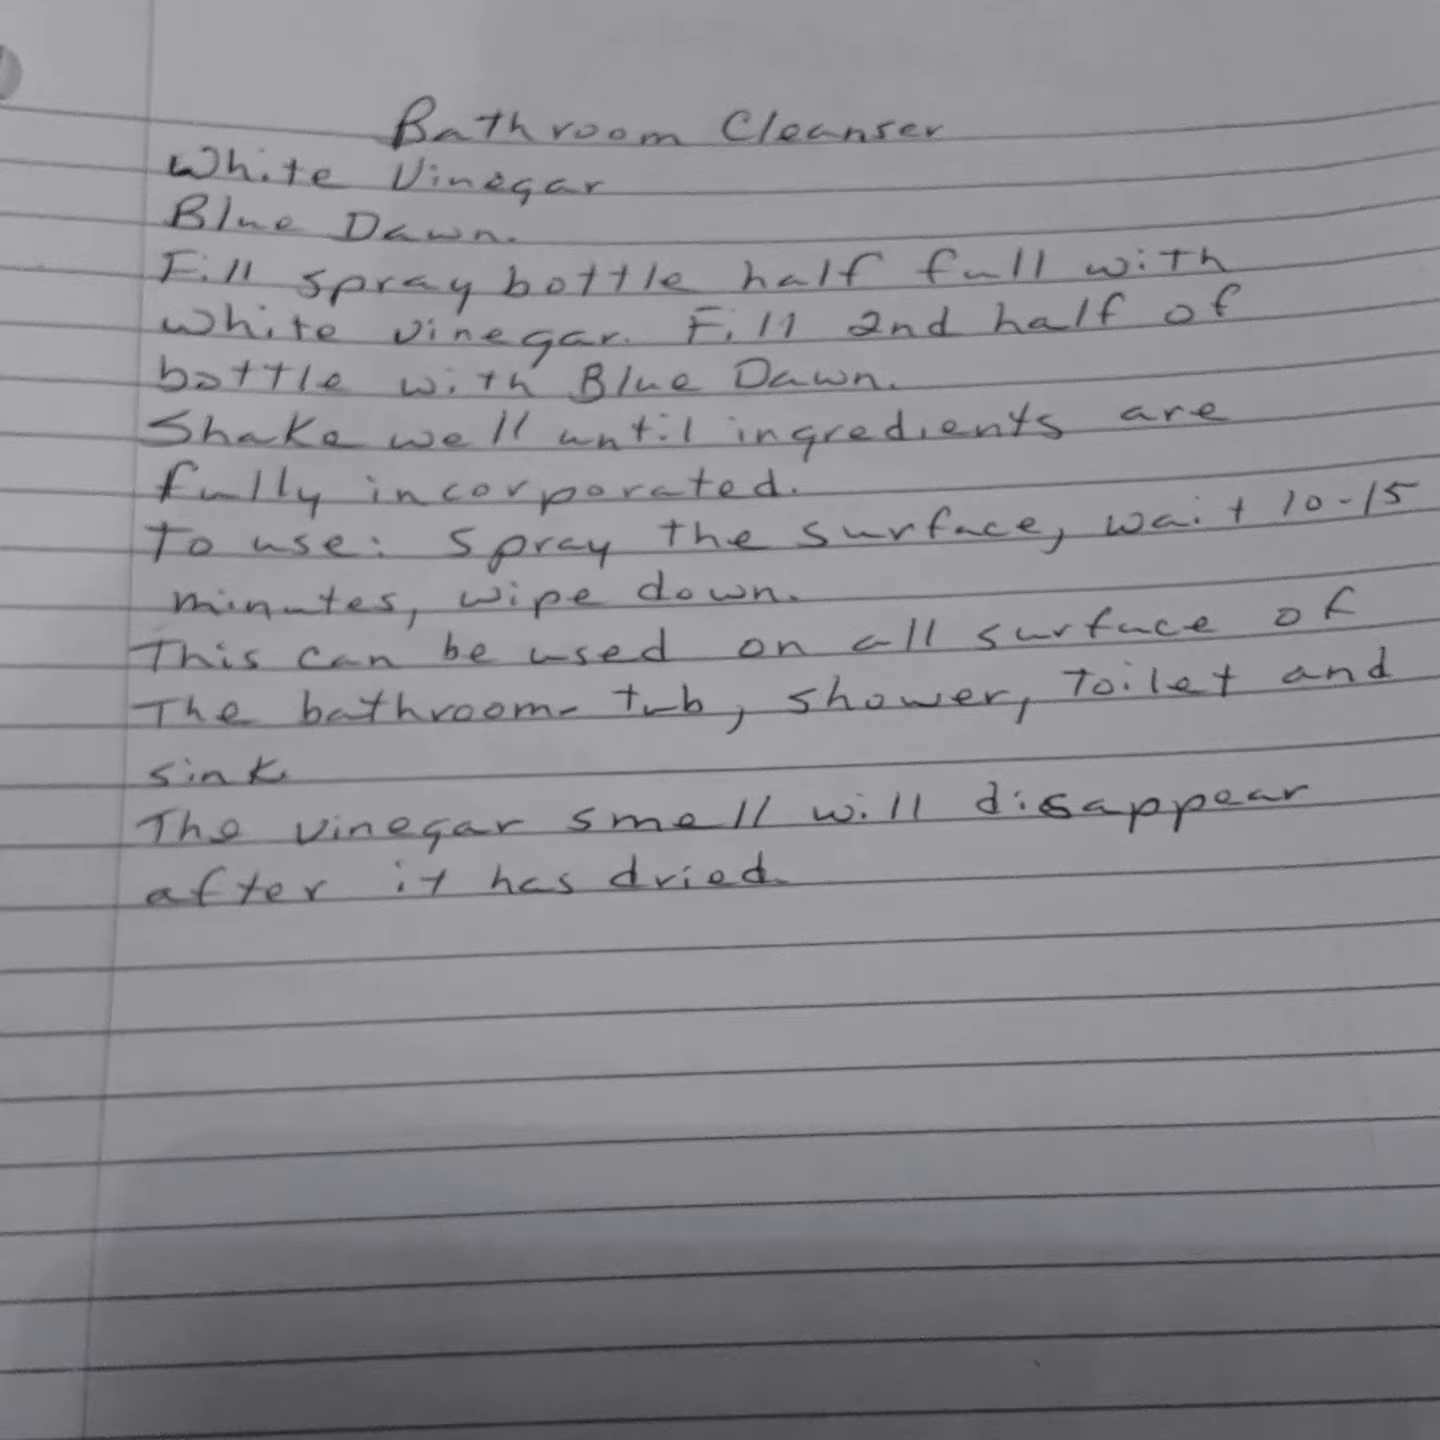 Bathroom Cleanser
White Vinegar
Blue Dawn.
Fill spray bottle half full with
white vinegar. Fill 2nd half of
bottle with Blue Dawn.
Shake well until ingredients are
fully incorporated.
To use: Spray the surface, wait 10-15
minutes, wipe down.
This can be used on all surface of
The bathroom- tub, shower, Toilet and
sink.
The vinegar smell will disappear
after it has dried.